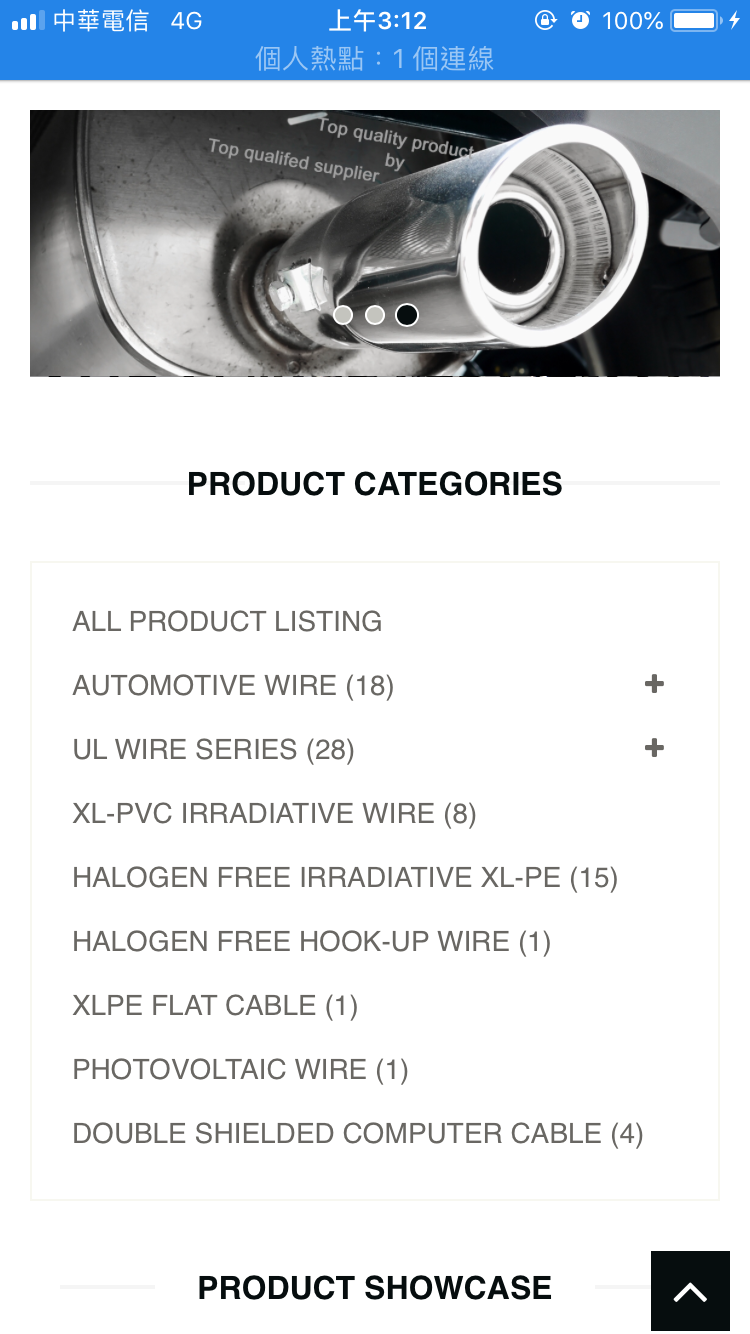 中華電信 4G 上午3:12 100%
個人熱點：1 個連線
Top quality product
by
Top qualifed supplier
PRODUCT CATEGORIES
ALL PRODUCT LISTING
AUTOMOTIVE WIRE (18) +
UL WIRE SERIES (28) +
XL-PVC IRRADIATIVE WIRE (8)
HALOGEN FREE IRRADIATIVE XL-PE (15)
HALOGEN FREE HOOK-UP WIRE (1)
XLPE FLAT CABLE (1)
PHOTOVOLTAIC WIRE (1)
DOUBLE SHIELDED COMPUTER CABLE (4)
PRODUCT SHOWCASE